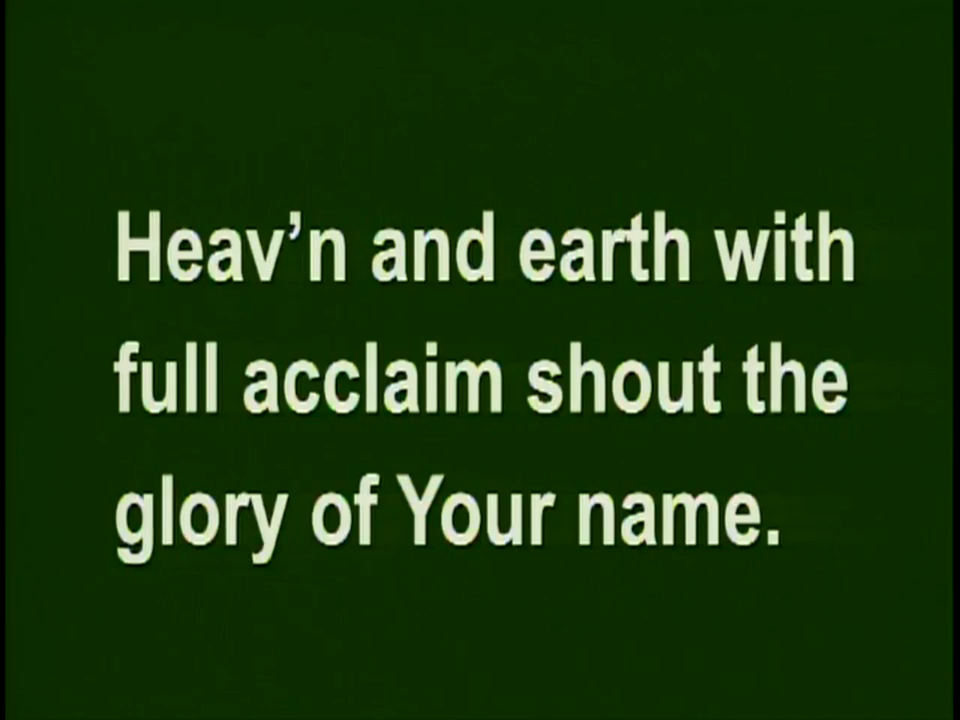 Heav’n and earth with
full acclaim shout the
glory of Your name.